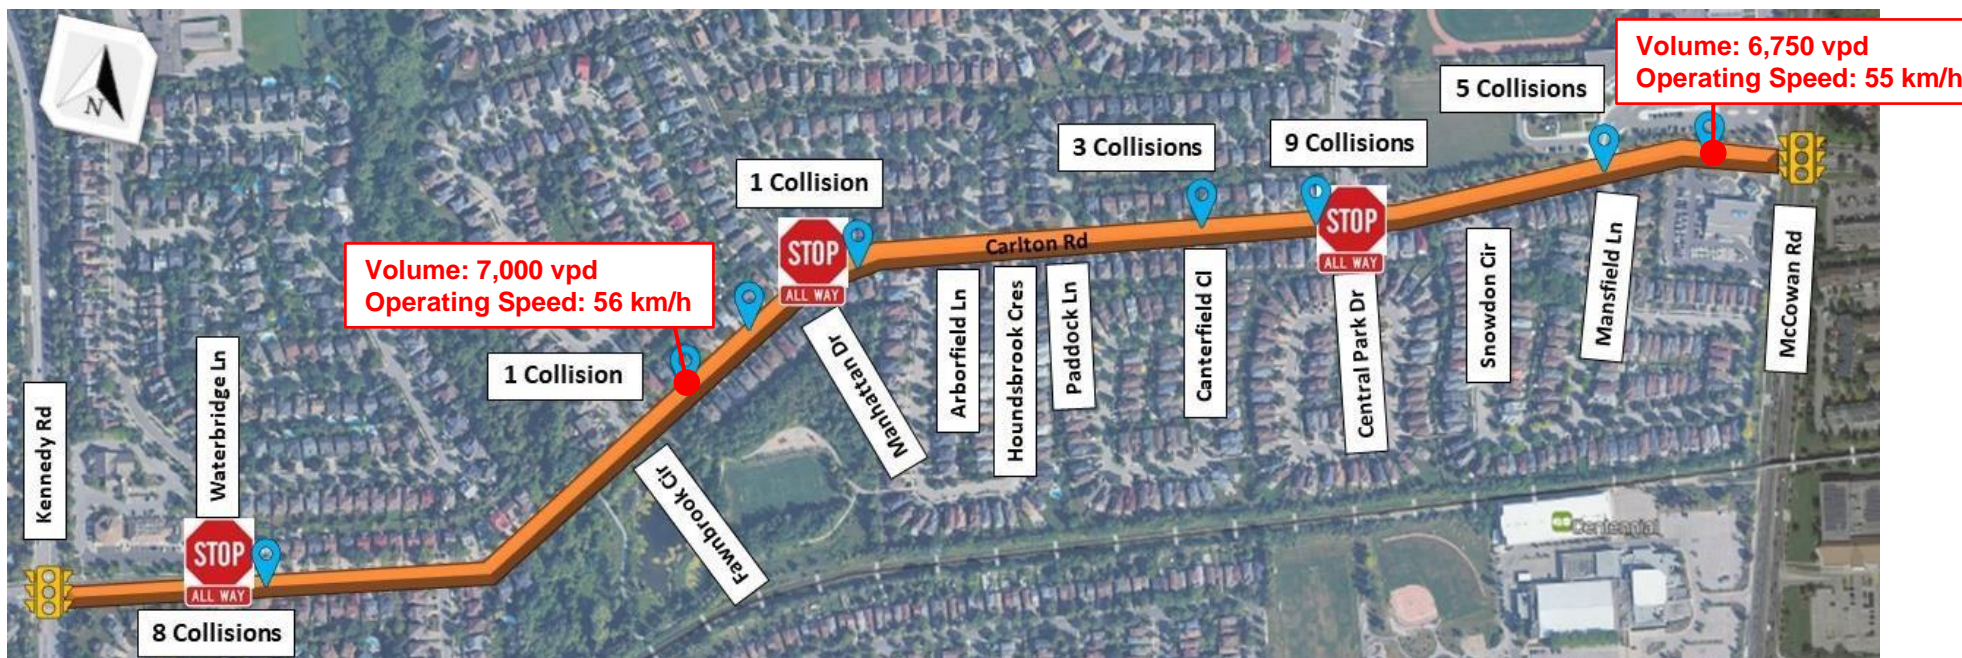 Volume: 6,750 vpd
Operating Speed: 55 km/h
5 Collisions
3 Collisions
9 Collisions
1 Collision
STOP
ALL WAY
STOP
ALL WAY
Carlton Rd
Volume: 7,000 vpd
Operating Speed: 56 km/h
1 Collision
N
Kennedy Rd
Waterbridge Ln
Fawnbrook Cir
Manhattan Dr
Arborfield Ln
Houndsbrook Cres
Paddock Ln
Canterfield Cl
Central Park Dr
Snowdon Cir
Mansfield Ln
McCowan Rd
STOP
ALL WAY
8 Collisions
Centennial